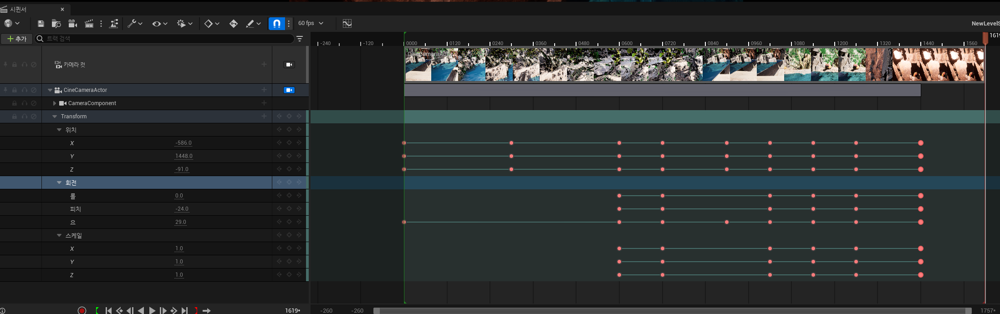 시퀀서
60 fps
NewLevelS
추가
트랙 검색
1619
-240 -120 0000 0120 0240 0360 0480 0600 0720 0840 0960 1080 1200 1320 1440 1560
CineCameraActor
카메라 컷
CineCameraActor
CameraComponent
Transform
위치
X -586.0
Y 1448.0
Z -91.0
회전
롤 0.0
피치 -24.0
요 29.0
스케일
X 1.0
Y 1.0
Z 1.0
1619*
-260 -260 1757*